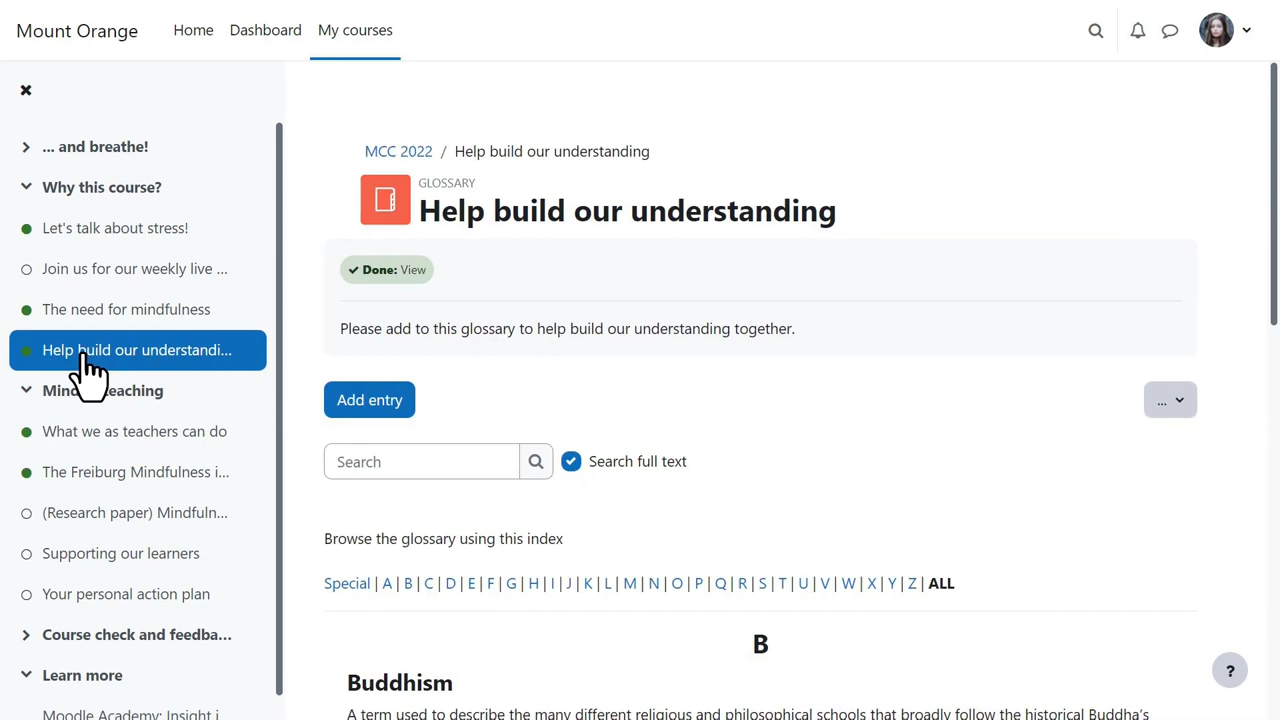 Mount Orange
Home
Dashboard
My courses
... and breathe!
Why this course?
Let's talk about stress!
Join us for our weekly live ...
The need for mindfulness
Help build our understandi...
What we as teachers can do
The Freiburg Mindfulness i...
(Research paper) Mindfuln...
Supporting our learners
Your personal action plan
Course check and feedba...
Learn more
Moodle Academy: Insight i
MCC 2022 / Help build our understanding
GLOSSARY
Help build our understanding
Done: View
Please add to this glossary to help build our understanding together.
Add entry
...
Search
Search full text
Browse the glossary using this index
Special | A | B | C | D | E | F | G | H | I | J | K | L | M | N | O | P | Q | R | S | T | U | V | W | X | Y | Z | ALL
B
Buddhism
A term used to describe the many different religious and philosophical schools that broadly follow the historical Buddha's
?